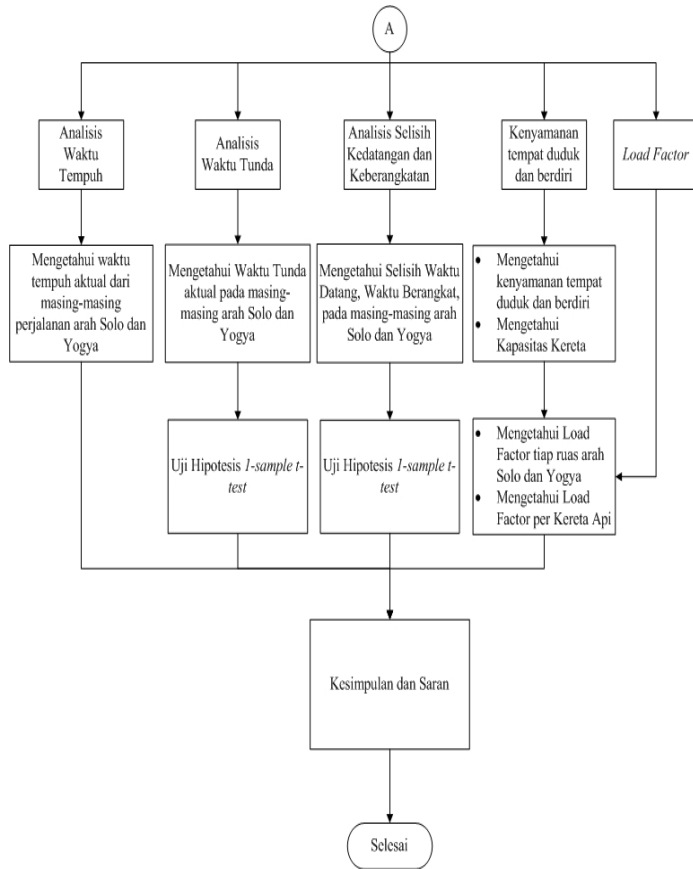 A
Analisis
Waktu
Tempuh
Analisis
Waktu Tunda
Analisis Selisih
Kedatangan dan
Keberangkatan
Kenyamanan
tempat duduk
dan berdiri
Load Factor
Mengetahui waktu
tempuh aktual dari
masing-masing
perjalanan arah Solo dan
Yogya
Mengetahui Waktu Tunda
aktual pada masing-
masing arah Solo dan
Yogya
Mengetahui Selisih Waktu
Datang, Waktu Berangkat,
pada masing-masing arah
Solo dan Yogya
• Mengetahui
kenyamanan tempat
duduk dan berdiri
• Mengetahui
Kapasitas Kereta
Uji Hipotesis 1-sample t-
test
Uji Hipotesis 1-sample t-
test
• Mengetahui Load
Factor tiap ruas arah
Solo dan Yogya
• Mengetahui Load
Factor per Kereta Api
Kesimpulan dan Saran
Selesai